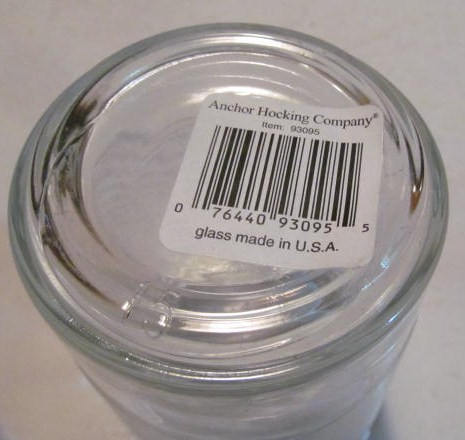 Anchor Hocking Company®
Item: 93095
0 76440 93095 5
glass made in U.S.A.